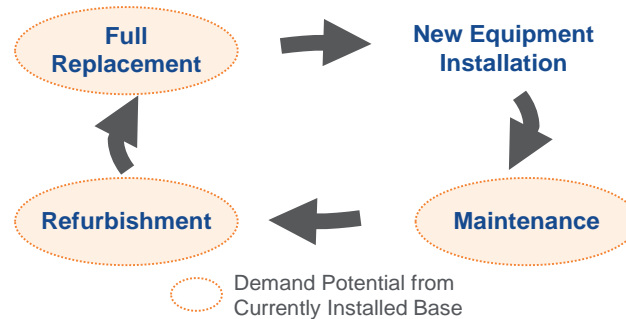 Full
Replacement
New Equipment
Installation
Refurbishment
Maintenance
Demand Potential from
Currently Installed Base